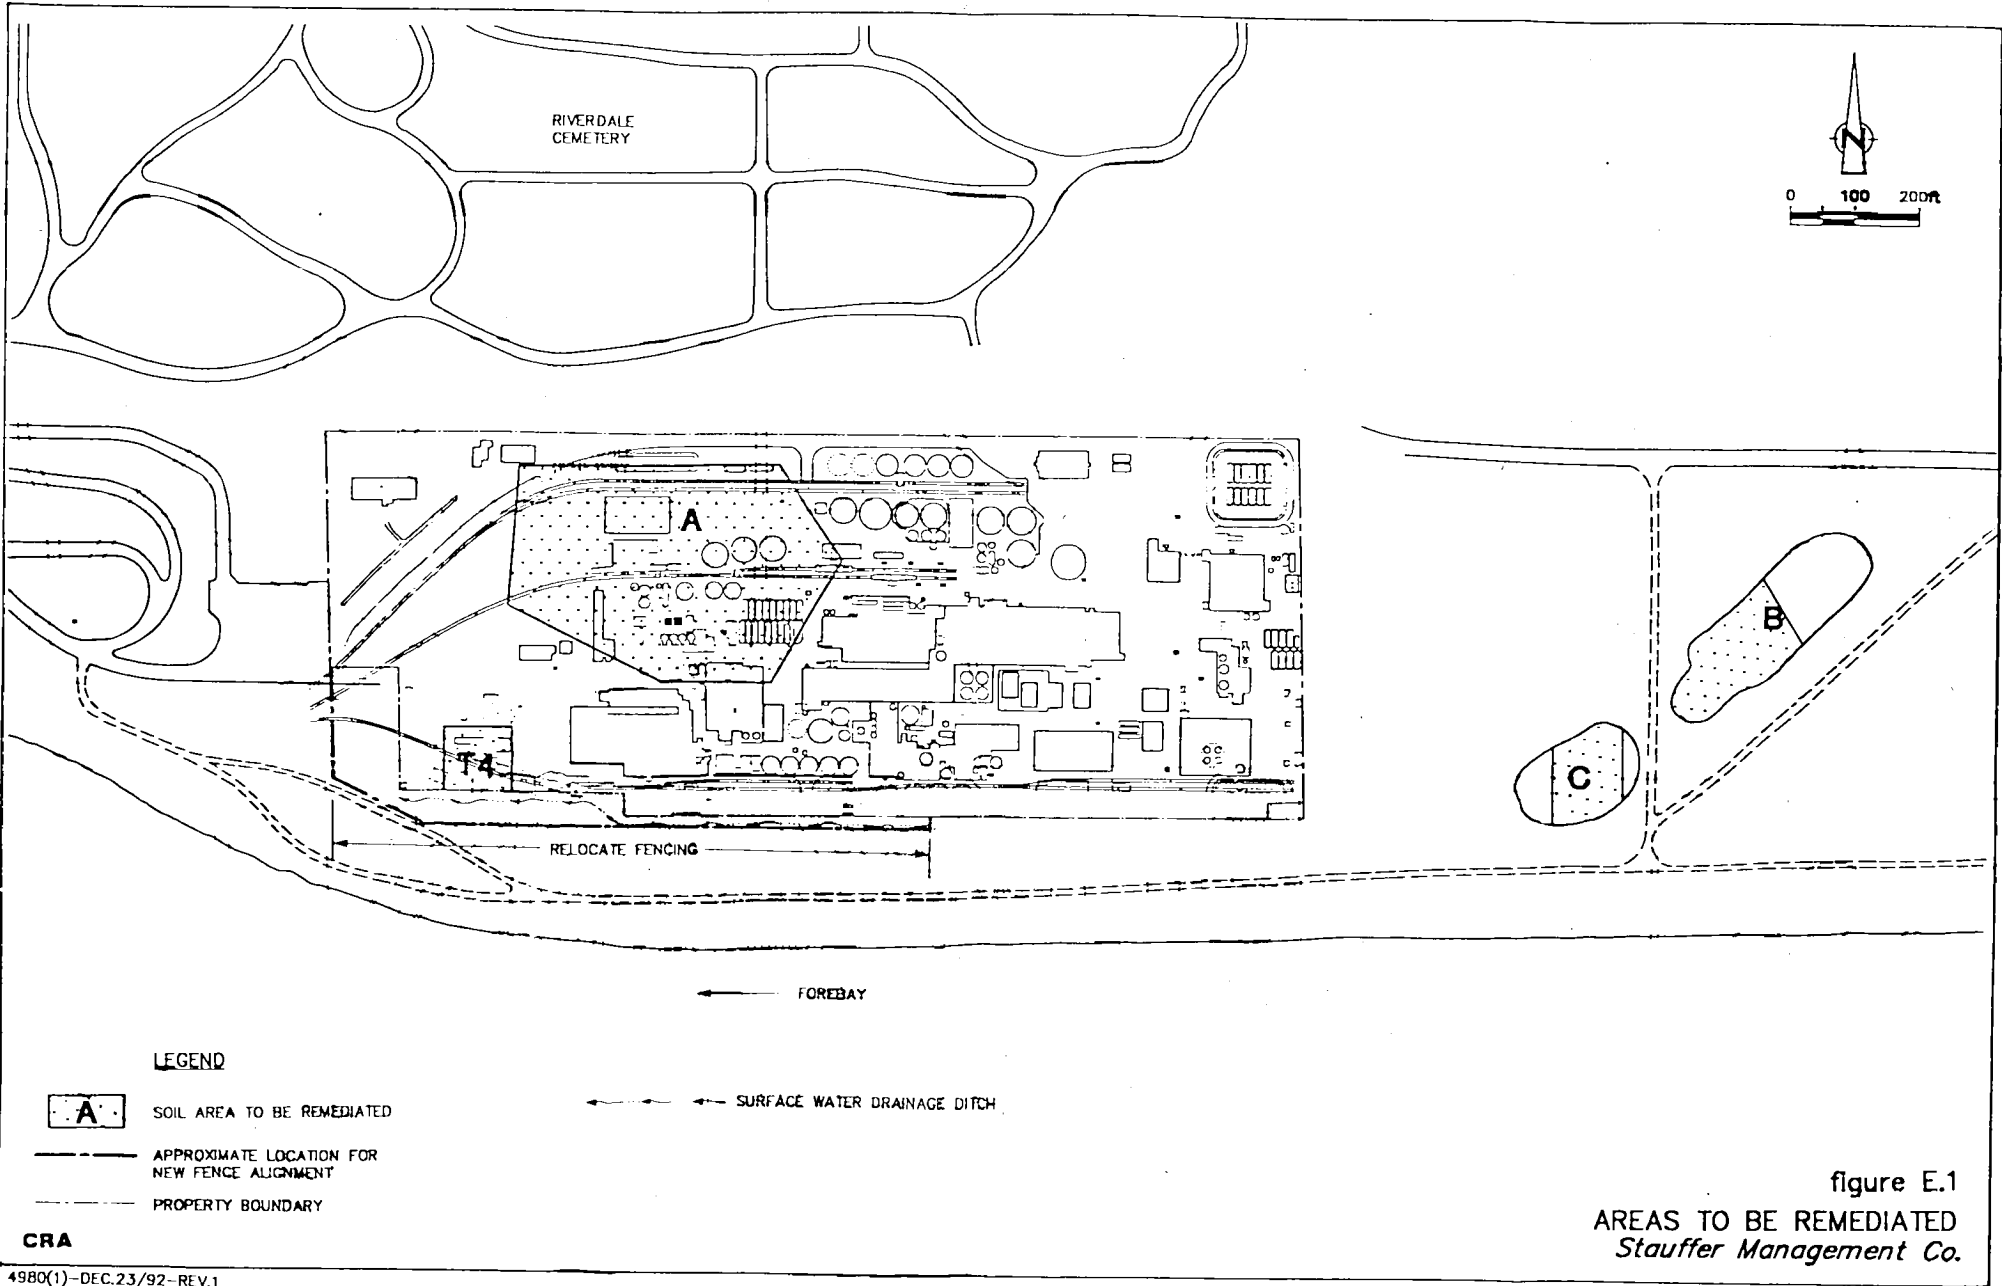 RIVERDALE
CEMETERY
N
0 100 200ft
A
B
C
T4
RELOCATE FENCING
FOREBAY
LEGEND
A SOIL AREA TO BE REMEDIATED
APPROXIMATE LOCATION FOR
NEW FENCE ALIGNMENT
PROPERTY BOUNDARY
SURFACE WATER DRAINAGE DITCH
CRA
figure E.1
AREAS TO BE REMEDIATED
Stauffer Management Co.
4980(1)-DEC.23/92-REV.1